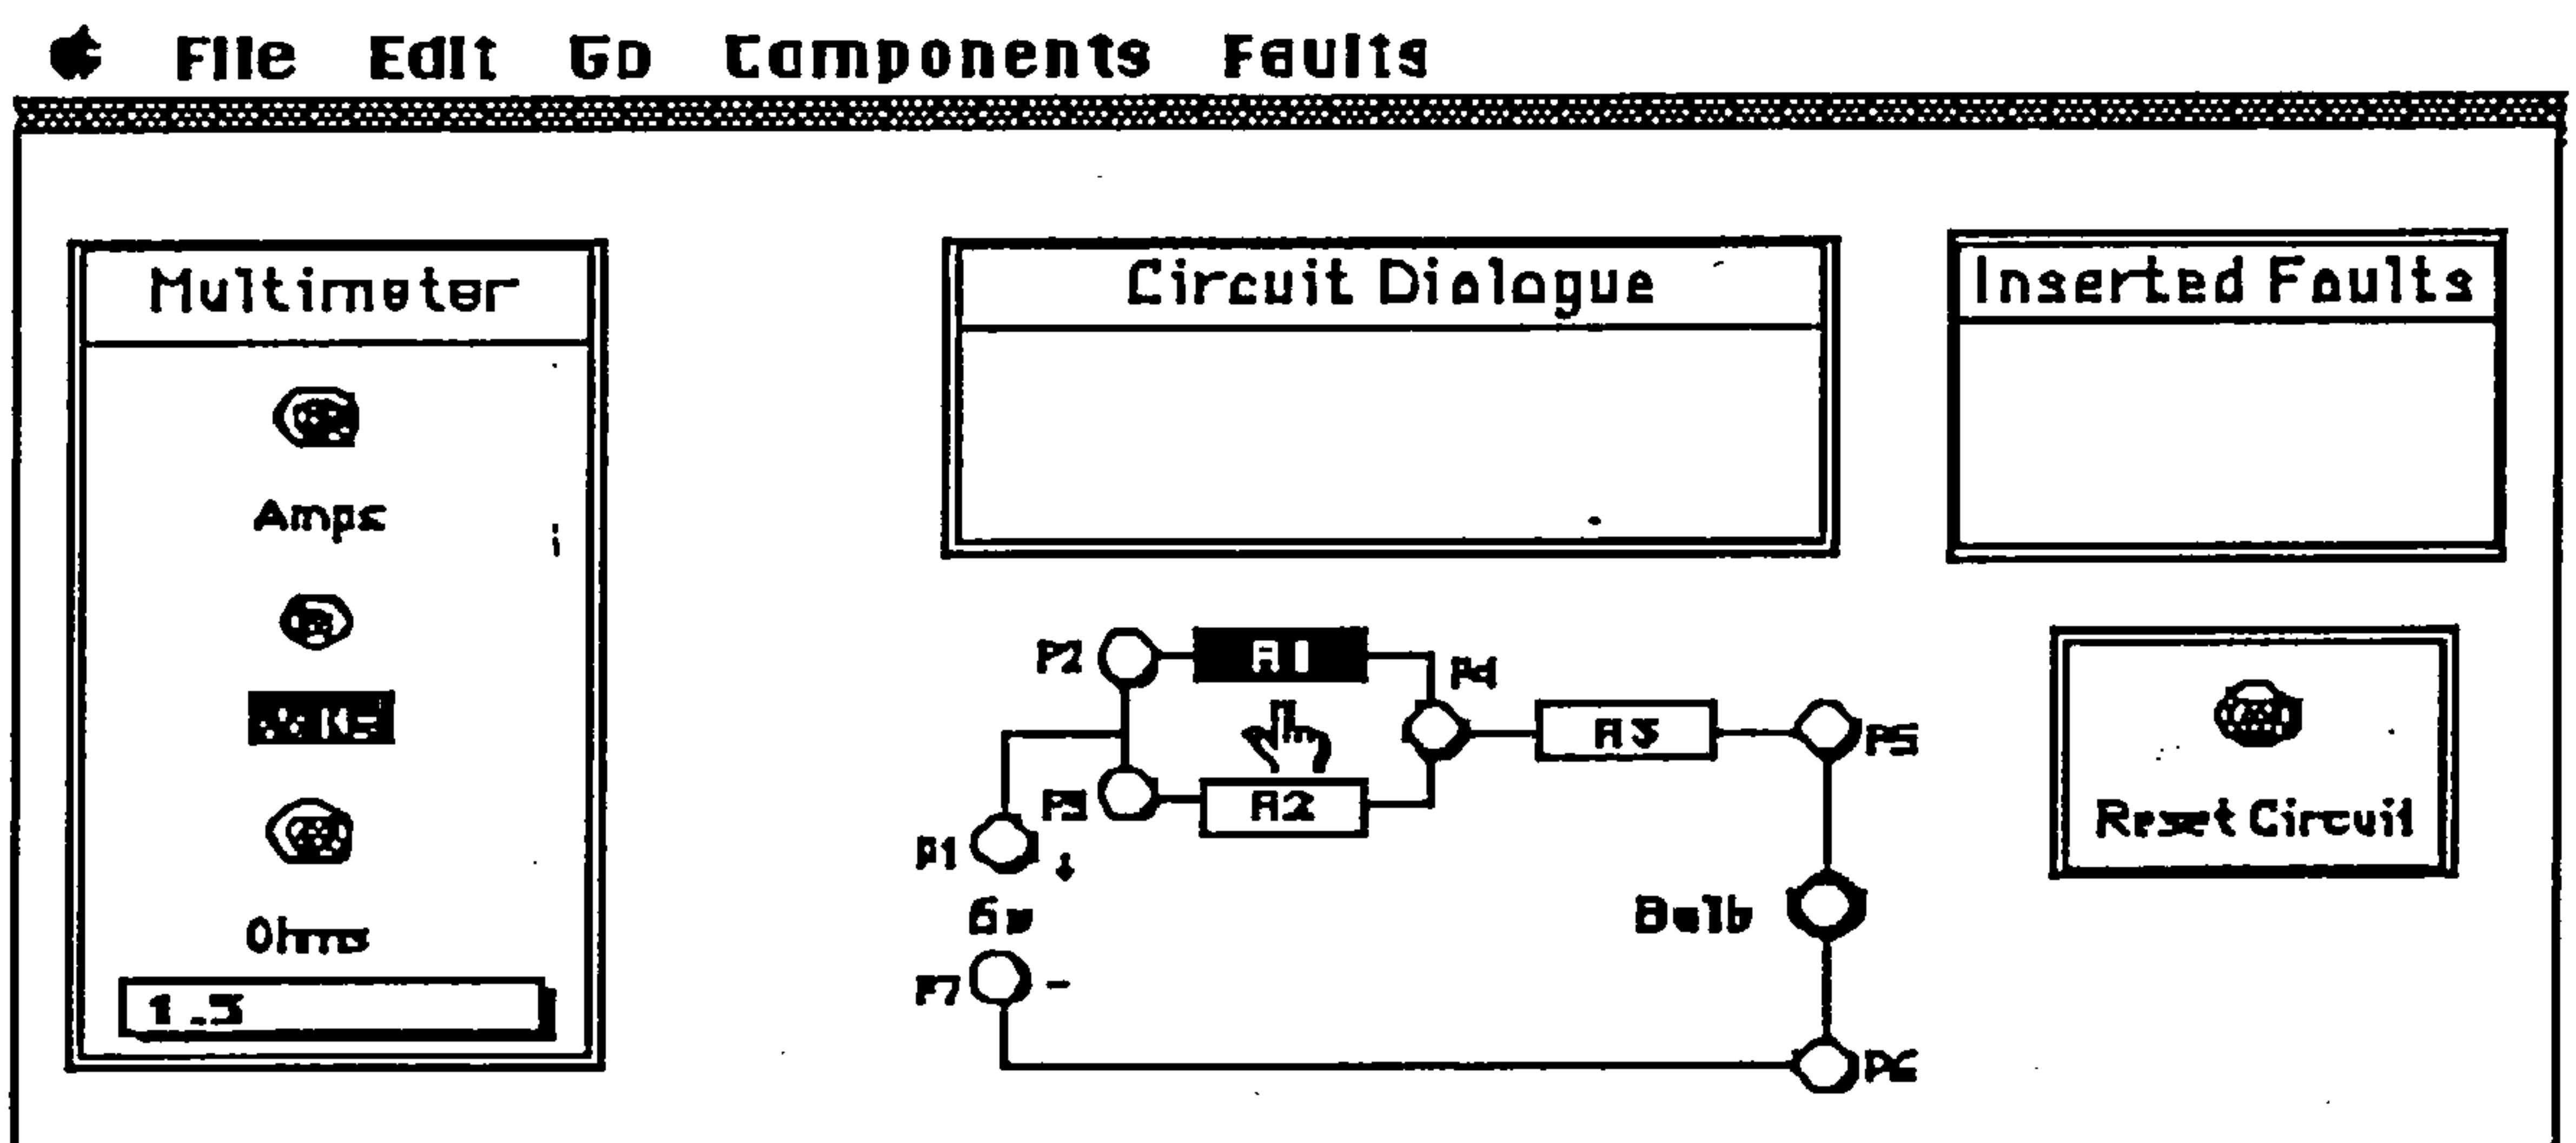 File Edit Go Components Faults
Multimeter
Circuit Dialogue
Inserted Faults
Amps
Ohms
1.5
P2
R1
P4
R3
P5
P3
R2
P1
6v
P7
-
Bulb
P6
Reset Circuit